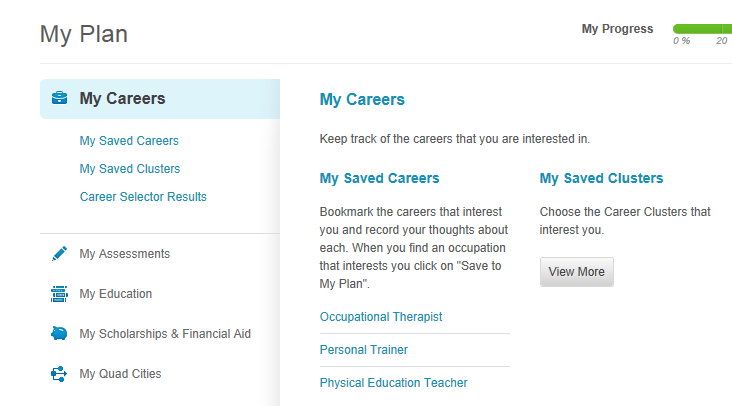 My Plan
My Progress
0 %
20
My Careers
My Saved Careers
My Saved Clusters
Career Selector Results
My Assessments
My Education
My Scholarships & Financial Aid
My Quad Cities
My Careers
Keep track of the careers that you are interested in.
My Saved Careers
Bookmark the careers that interest
you and record your thoughts about
each. When you find an occupation
that interests you click on "Save to
My Plan".
Occupational Therapist
Personal Trainer
Physical Education Teacher
My Saved Clusters
Choose the Career Clusters that
interest you.
View More